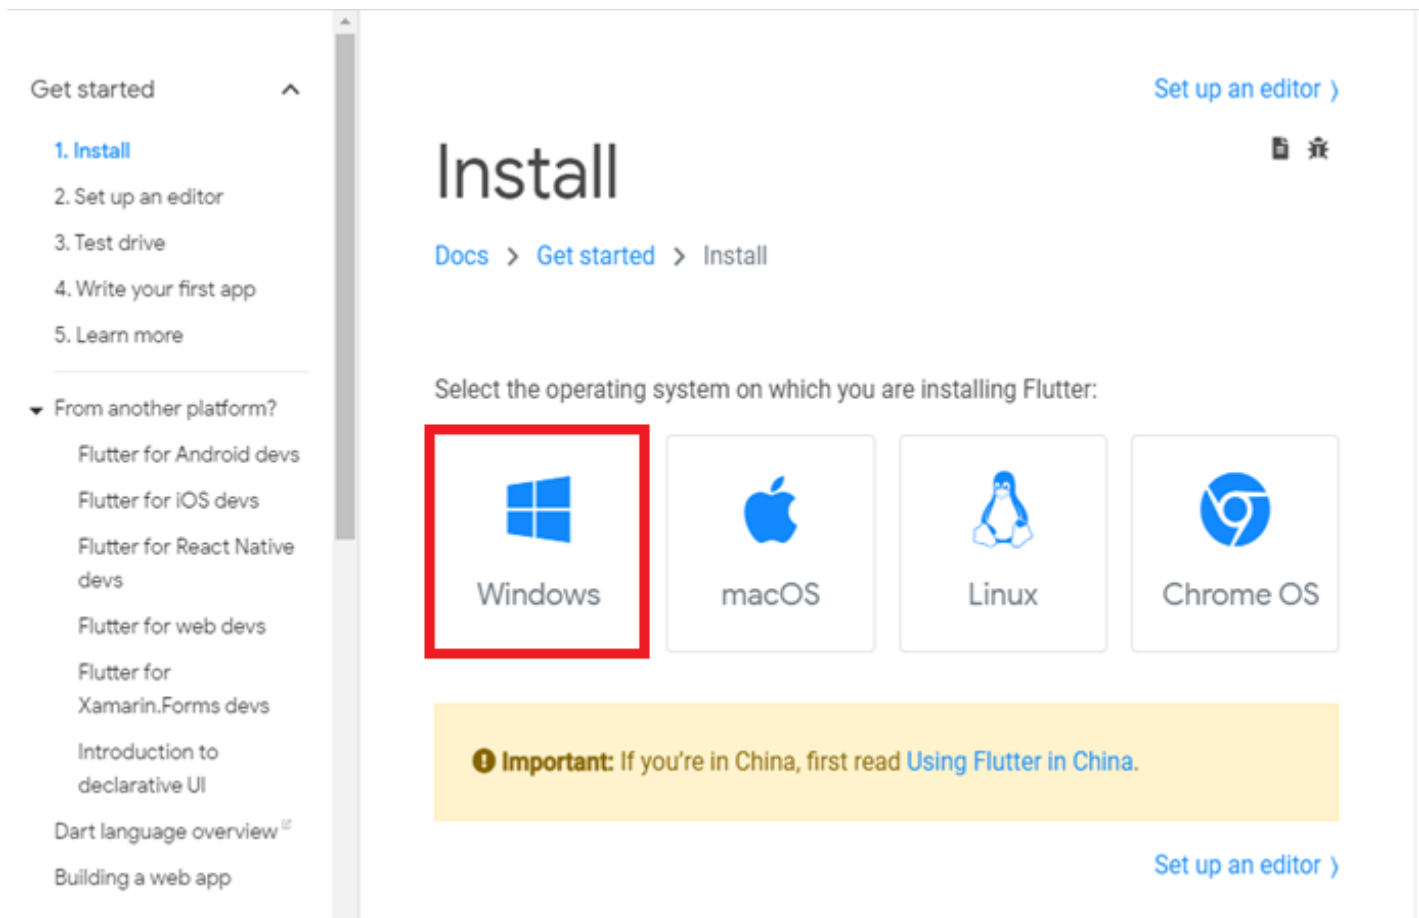 Get started
1. Install
2. Set up an editor
3. Test drive
4. Write your first app
5. Learn more
From another platform?
Flutter for Android devs
Flutter for iOS devs
Flutter for React Native
devs
Flutter for web devs
Flutter for
Xamarin.Forms devs
Introduction to
declarative UI
Dart language overview
Building a web app
Set up an editor ⟩
Install
Docs > Get started > Install
Select the operating system on which you are installing Flutter:
Windows
macOS
Linux
Chrome OS
Important: If you're in China, first read Using Flutter in China.
Set up an editor ⟩